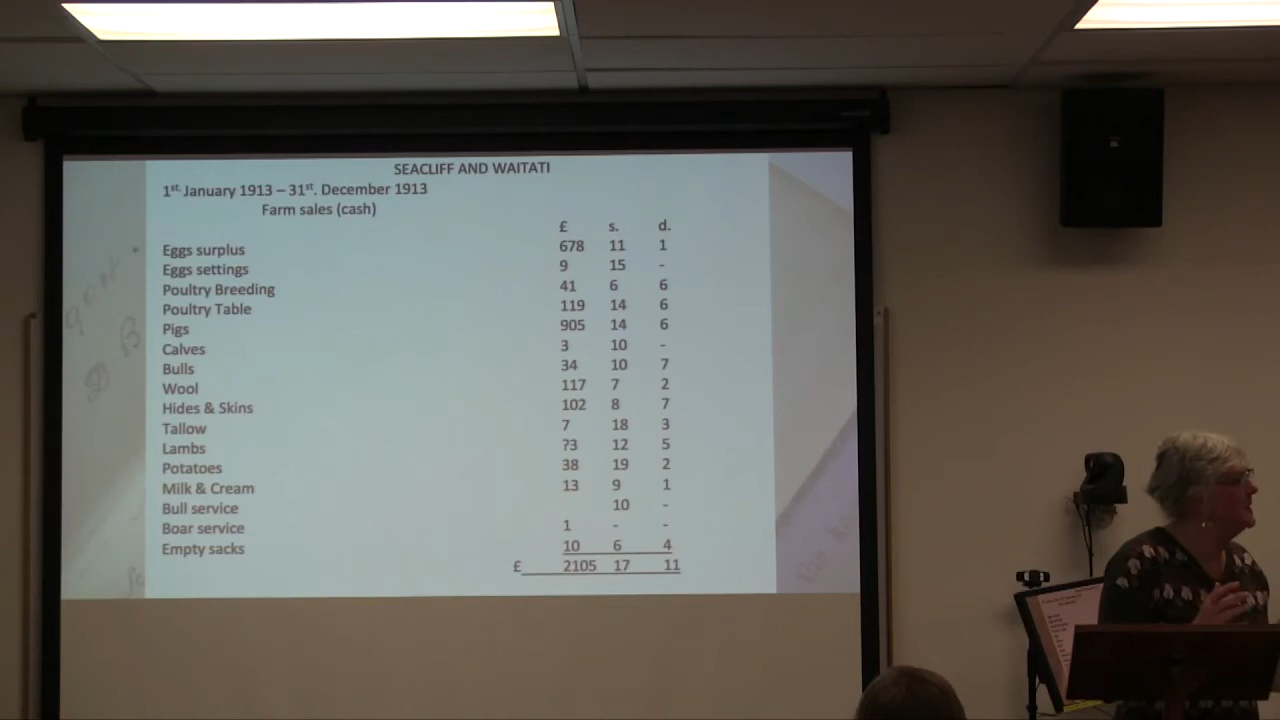 SEACLIFF AND WAITATI
1st. January 1913 – 31st. December 1913
Farm sales (cash)
£ s. d.
Eggs surplus 678 11 1
Eggs settings 9 15 -
Poultry Breeding 41 6 6
Poultry Table 119 14 6
Pigs 905 14 6
Calves 3 10 -
Bulls 34 10 7
Wool 117 7 2
Hides & Skins 102 8 7
Tallow 7 18 3
Lambs ?3 12 5
Potatoes 38 19 2
Milk & Cream 13 9 1
Bull service 10 -
Boar service 1 - -
Empty sacks 10 6 4
£ 2105 17 11